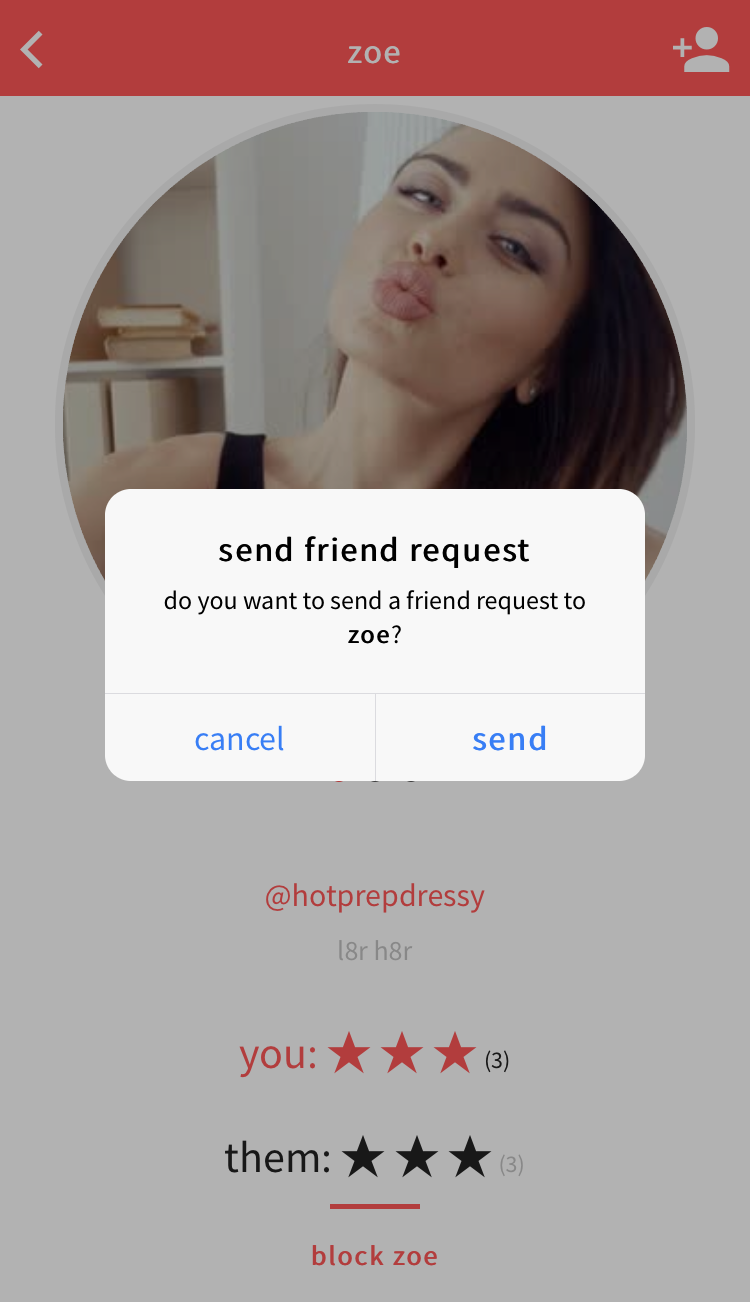 zoe
send friend request
do you want to send a friend request to
zoe?
cancel
send
@hotprepdressy
l8r h8r
you: ★ ★ ★ (3)
them: ★ ★ ★ (3)
block zoe